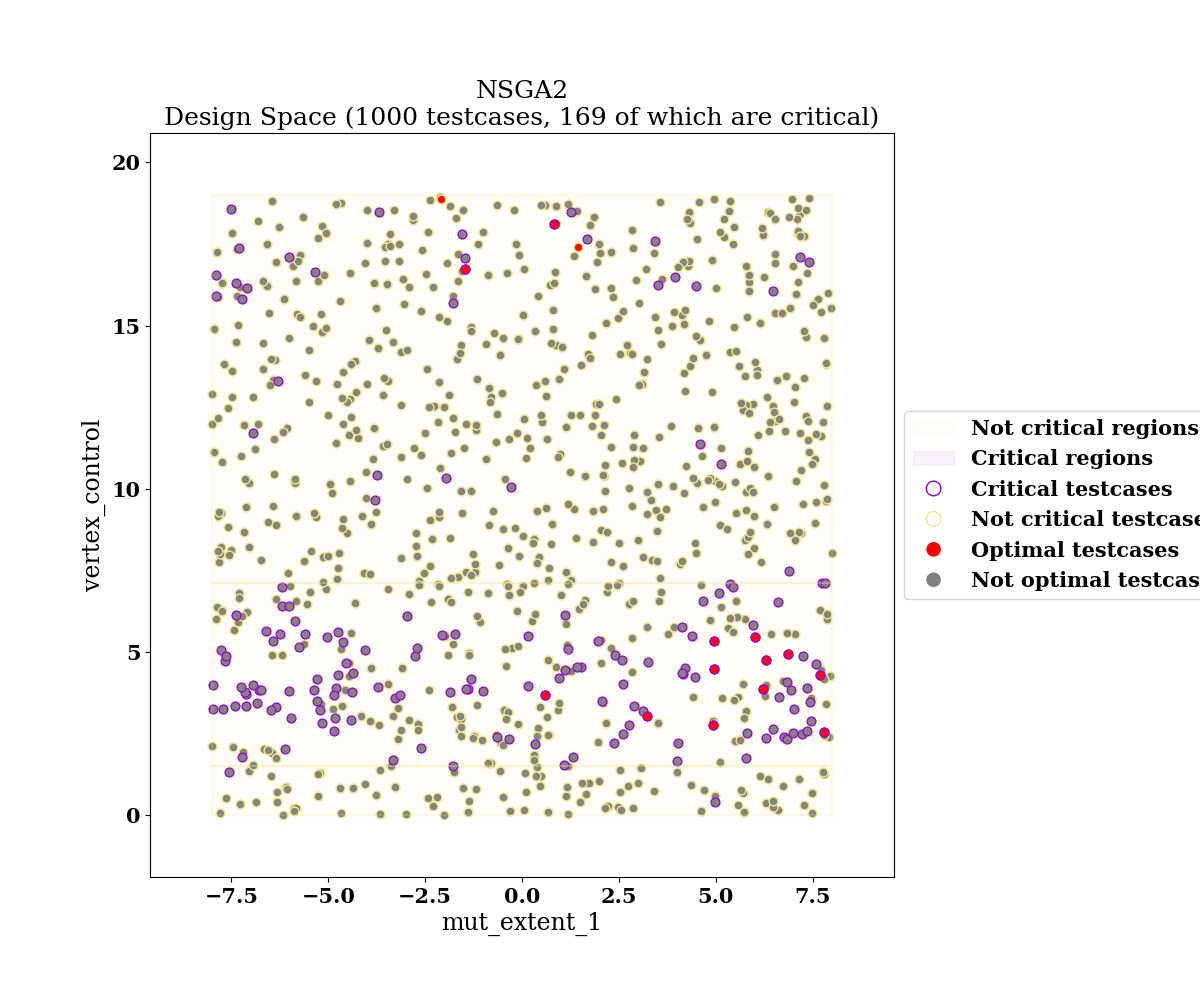 NSGA2
Design Space (1000 testcases, 169 of which are critical)
20
15
10
5
0
vertex_control
−7.5 −5.0 −2.5 0.0 2.5 5.0 7.5
mut_extent_1
Not critical regions
Critical regions
Critical testcases
Not critical testcase
Optimal testcases
Not optimal testcas